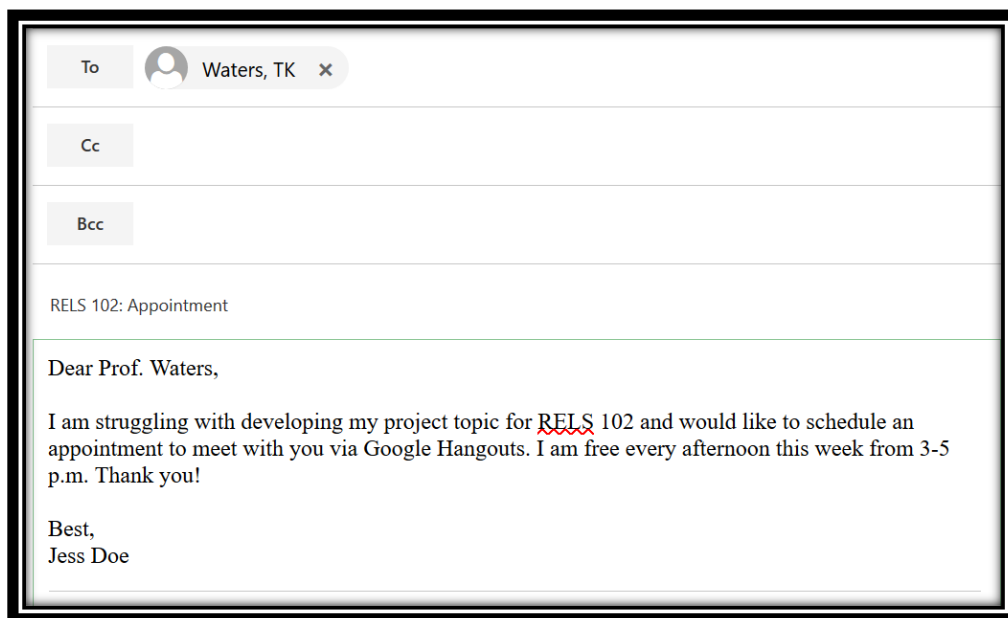 To
Waters, TK
Cc
Bcc
RELS 102: Appointment
Dear Prof. Waters,
I am struggling with developing my project topic for RELS 102 and would like to schedule an
appointment to meet with you via Google Hangouts. I am free every afternoon this week from 3-5
p.m. Thank you!
Best,
Jess Doe